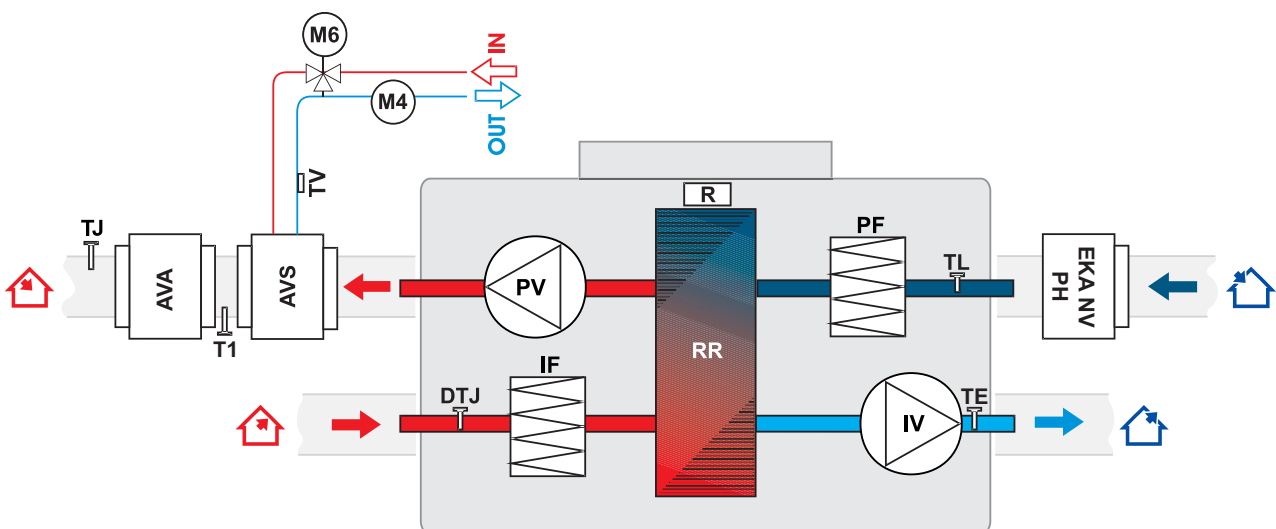 M6
IN
M4
OUT
TV
R
TJ
PF
AVA
AVS
TL
EKA NV
PH
PV
T1
RR
IF
DTJ
TE
IV